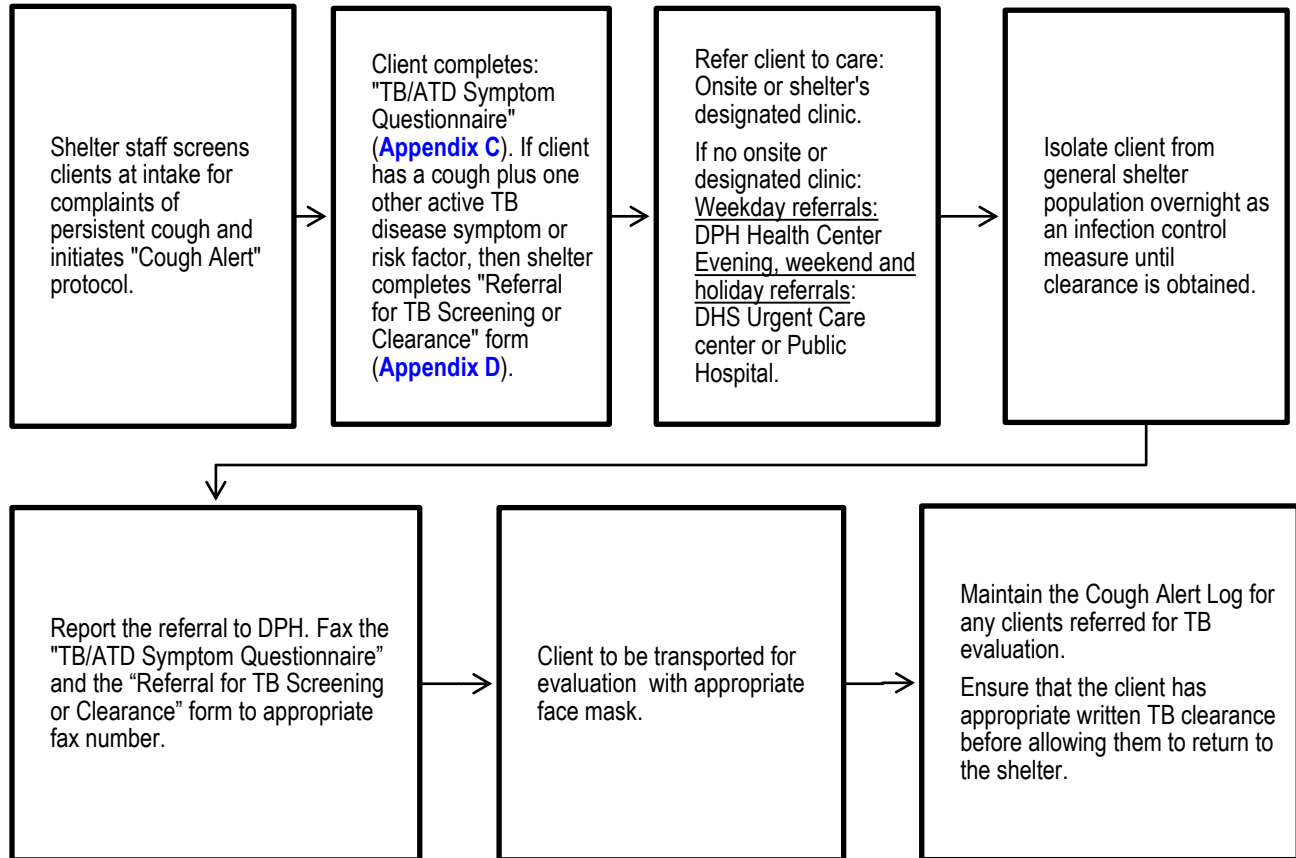 Shelter staff screens
clients at intake for
complaints of
persistent cough and
initiates "Cough Alert"
protocol.
Client completes:
"TB/ATD Symptom
Questionnaire"
(Appendix C). If client
has a cough plus one
other active TB
disease symptom or
risk factor, then shelter
completes "Referral
for TB Screening or
Clearance" form
(Appendix D).
Refer client to care:
Onsite or shelter's
designated clinic.
If no onsite or
designated clinic:
Weekday referrals:
DPH Health Center
Evening, weekend and
holiday referrals:
DHS Urgent Care
center or Public
Hospital.
Isolate client from
general shelter
population overnight as
an infection control
measure until
clearance is obtained.
Report the referral to DPH. Fax the
"TB/ATD Symptom Questionnaire”
and the “Referral for TB Screening
or Clearance” form to appropriate
fax number.
Client to be transported for
evaluation with appropriate
face mask.
Maintain the Cough Alert Log for
any clients referred for TB
evaluation.
Ensure that the client has
appropriate written TB clearance
before allowing them to return to
the shelter.